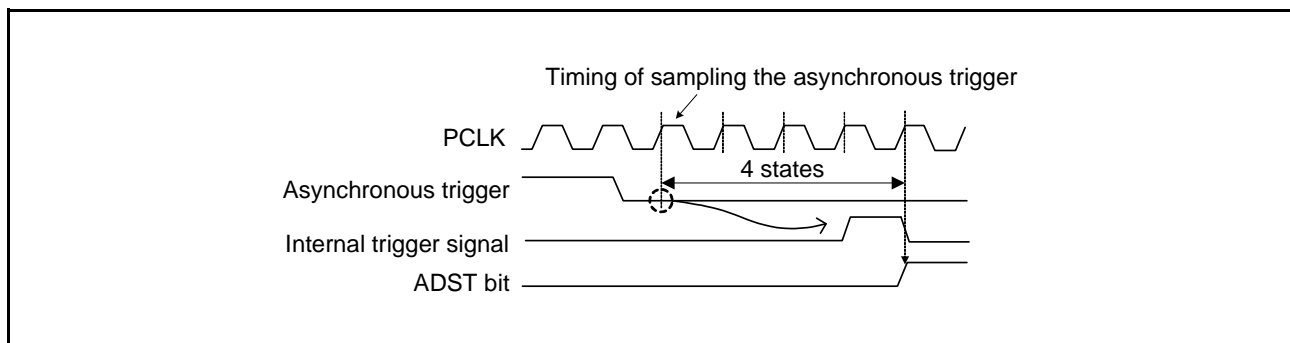 Timing of sampling the asynchronous trigger
PCLK
4 states
Asynchronous trigger
Internal trigger signal
ADST bit